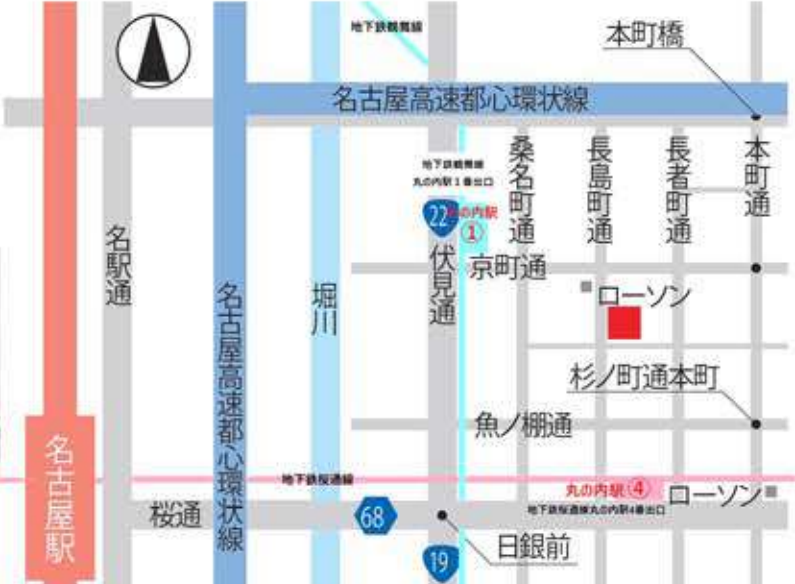 地下鉄鶴舞線
本町橋
名古屋高速都心環状線
地下鉄鶴舞線
丸の内駅1番出口
桑名町通
長島町通
長者町通
本町通
22
丸の内駅
①
名駅通
伏見通
京町通
名古屋高速都心環状線
堀川
ローソン
杉ノ町通本町
魚ノ棚通
名古屋駅
地下鉄桜通線
丸の内駅④
ローソン
地下鉄桜通線丸の内駅4番出口
桜通
68
日銀前
19